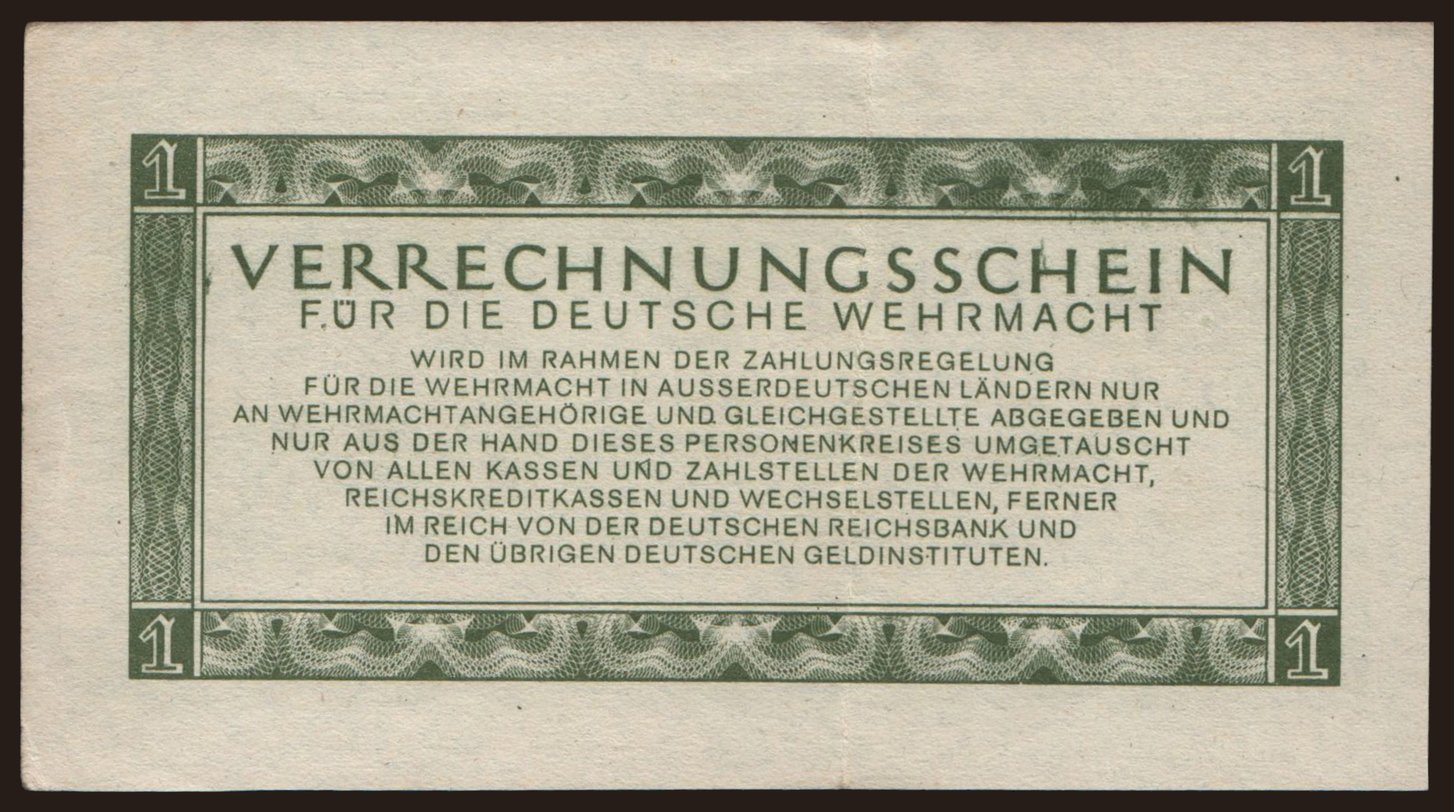 1 1
VERRECHNUNGSSCHEIN
FÜR DIE DEUTSCHE WEHRMACHT
WIRD IM RAHMEN DER ZAHLUNGSREGELUNG
FÜR DIE WEHRMACHT IN AUSSERDEUTSCHEN LÄNDERN NUR
AN WEHRMACHTANGEHÖRIGE UND GLEICHGESTELLTE ABGEGEBEN UND
NUR AUS DER HAND DIESES PERSONENKREISES UMGETAUSCHT
VON ALLEN KASSEN UND ZAHLSTELLEN DER WEHRMACHT,
REICHSKREDITKASSEN UND WECHSELSTELLEN, FERNER
IM REICH VON DER DEUTSCHEN REICHSBANK UND
DEN ÜBRIGEN DEUTSCHEN GELDINSTITUTEN.
1 1